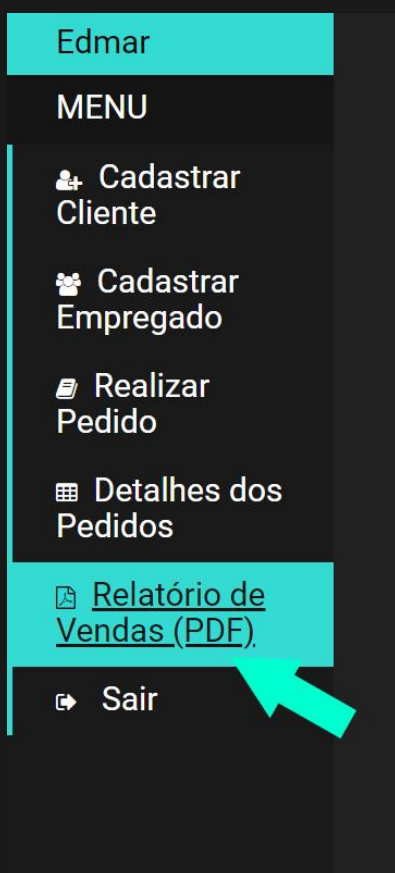 Edmar
MENU
Cadastrar
Cliente
Cadastrar
Empregado
Realizar
Pedido
Detalhes dos
Pedidos
Relatório de
Vendas (PDF)
Sair